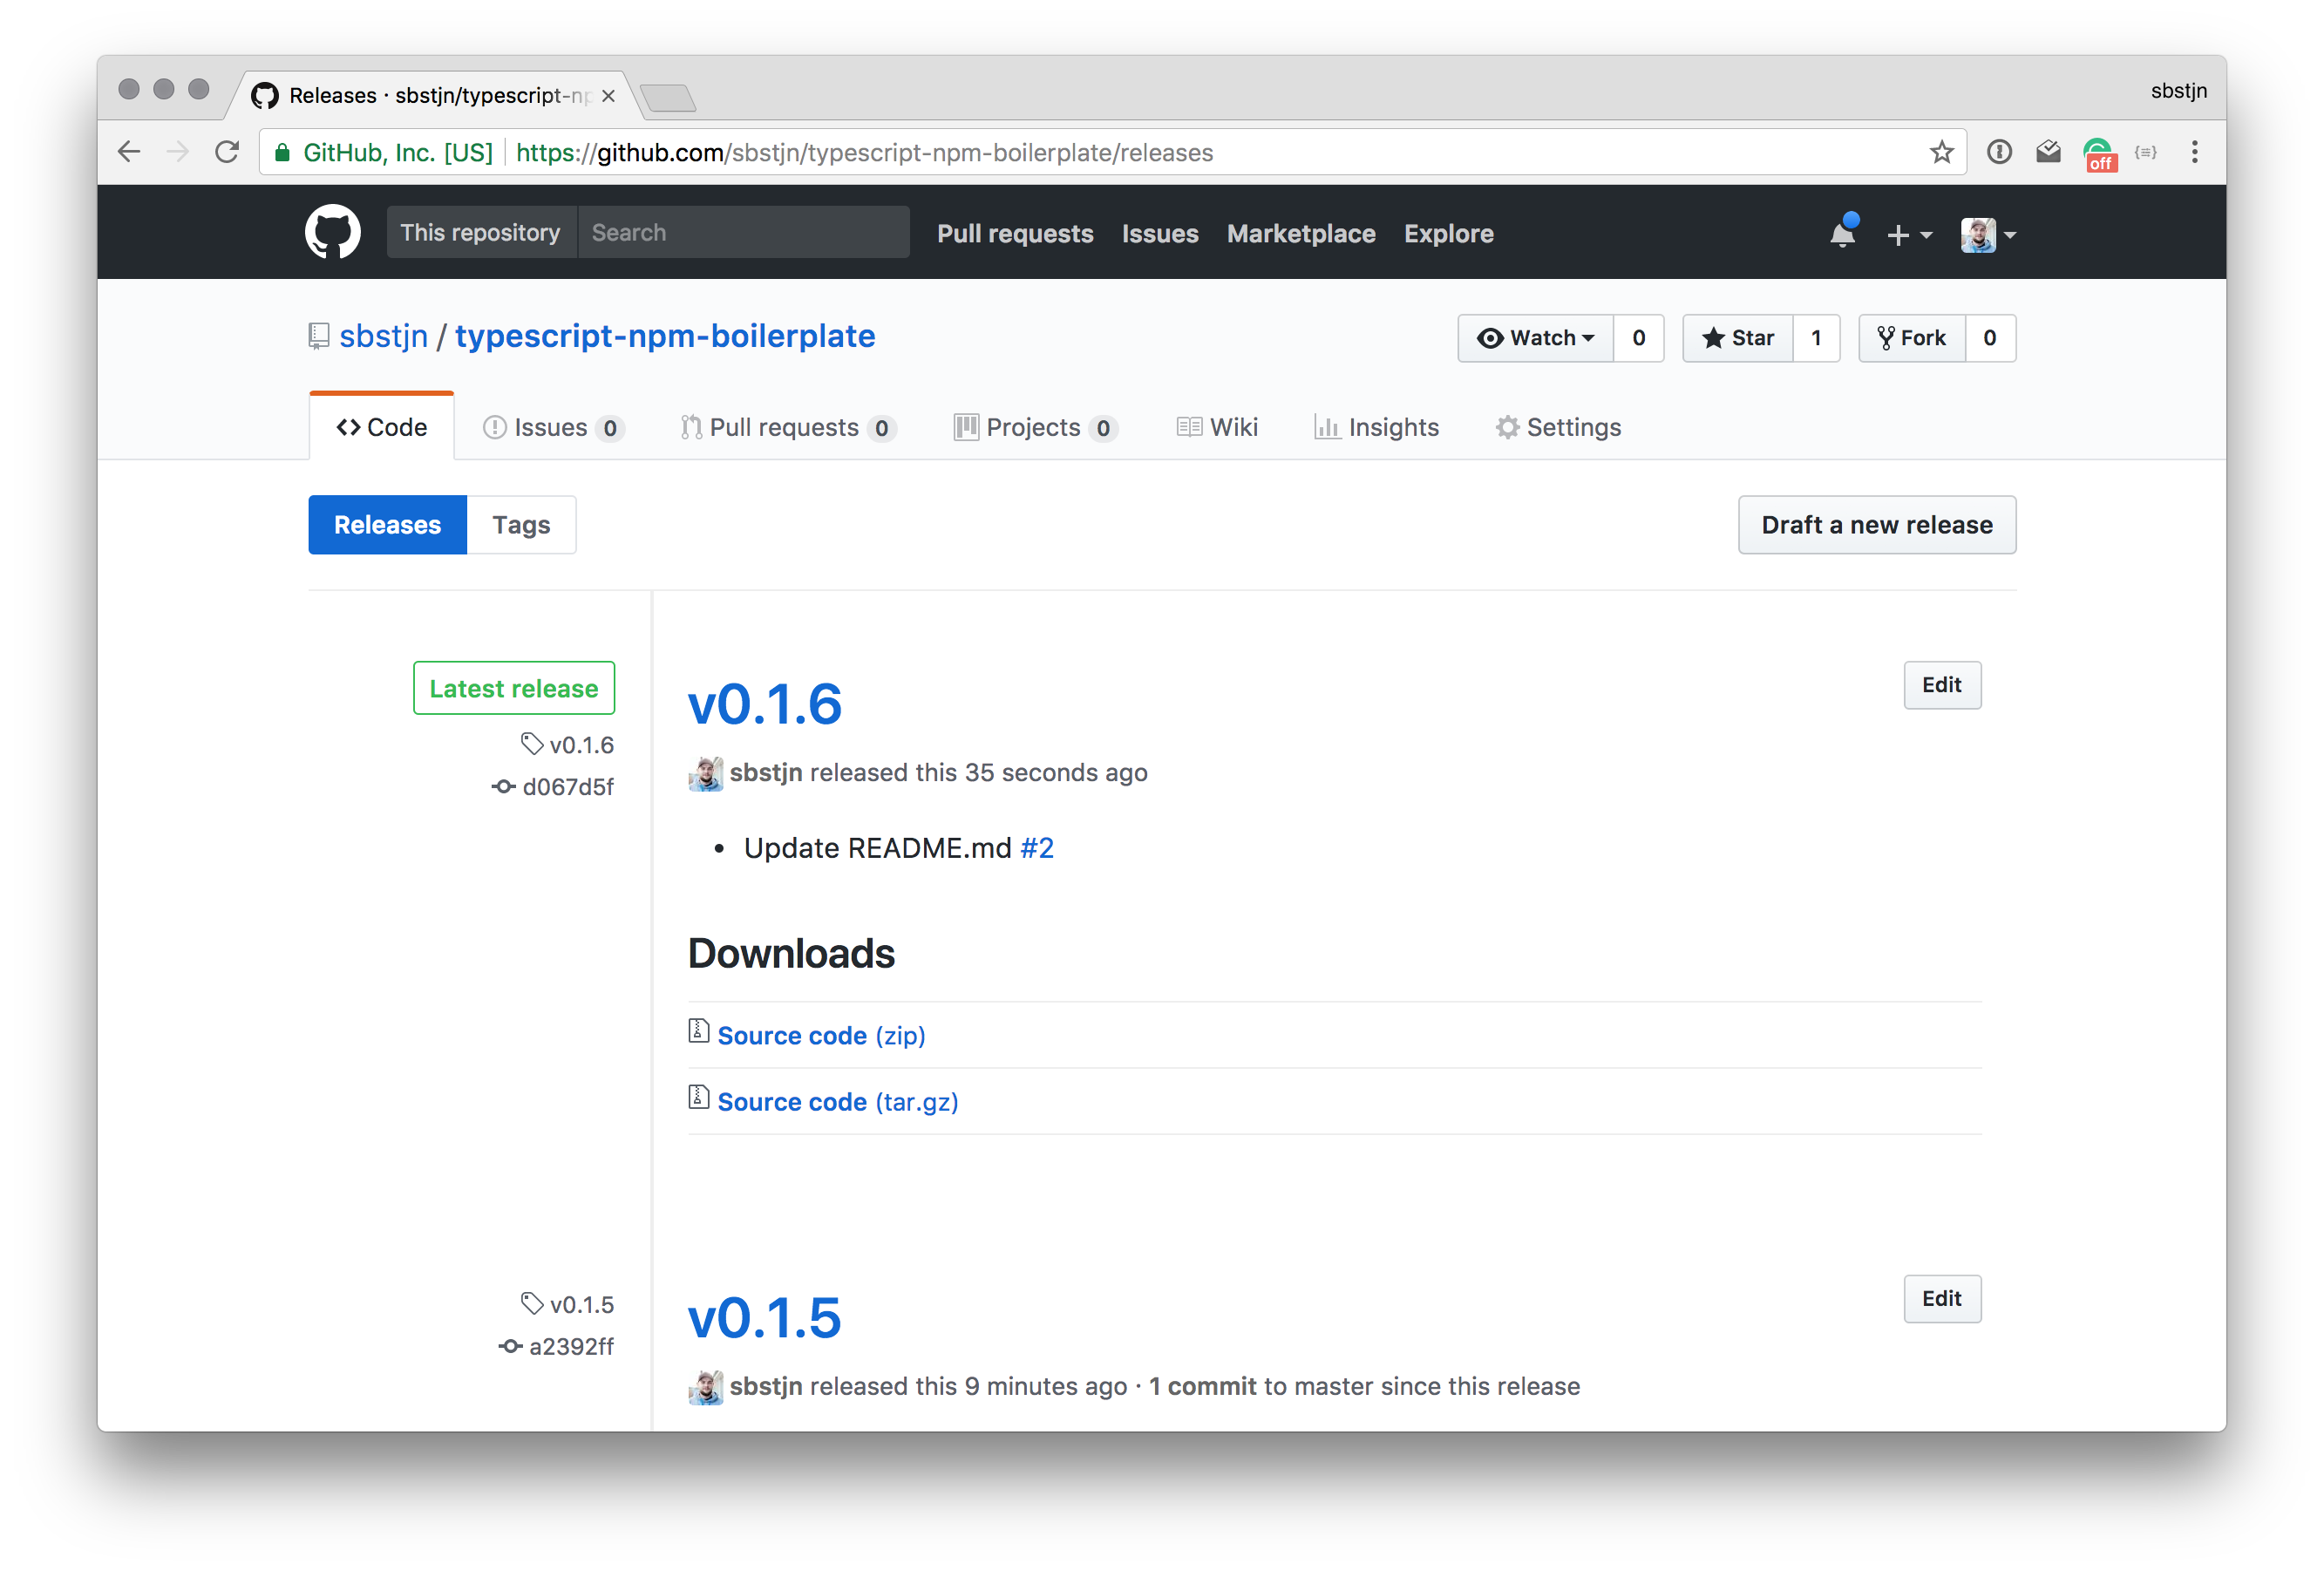 Releases · sbstjn/typescript-np
sbstjn
GitHub, Inc. [US] https://github.com/sbstjn/typescript-npm-boilerplate/releases
off
This repository Search Pull requests Issues Marketplace Explore
sbstjn / typescript-npm-boilerplate
Watch 0 Star 1 Fork 0
Code Issues 0 Pull requests 0 Projects 0 Wiki Insights Settings
Releases Tags Draft a new release
Latest release
v0.1.6
d067d5f
v0.1.6
Edit
sbstjn released this 35 seconds ago
• Update README.md #2
Downloads
Source code (zip)
Source code (tar.gz)
v0.1.5
a2392ff
v0.1.5
Edit
sbstjn released this 9 minutes ago · 1 commit to master since this release